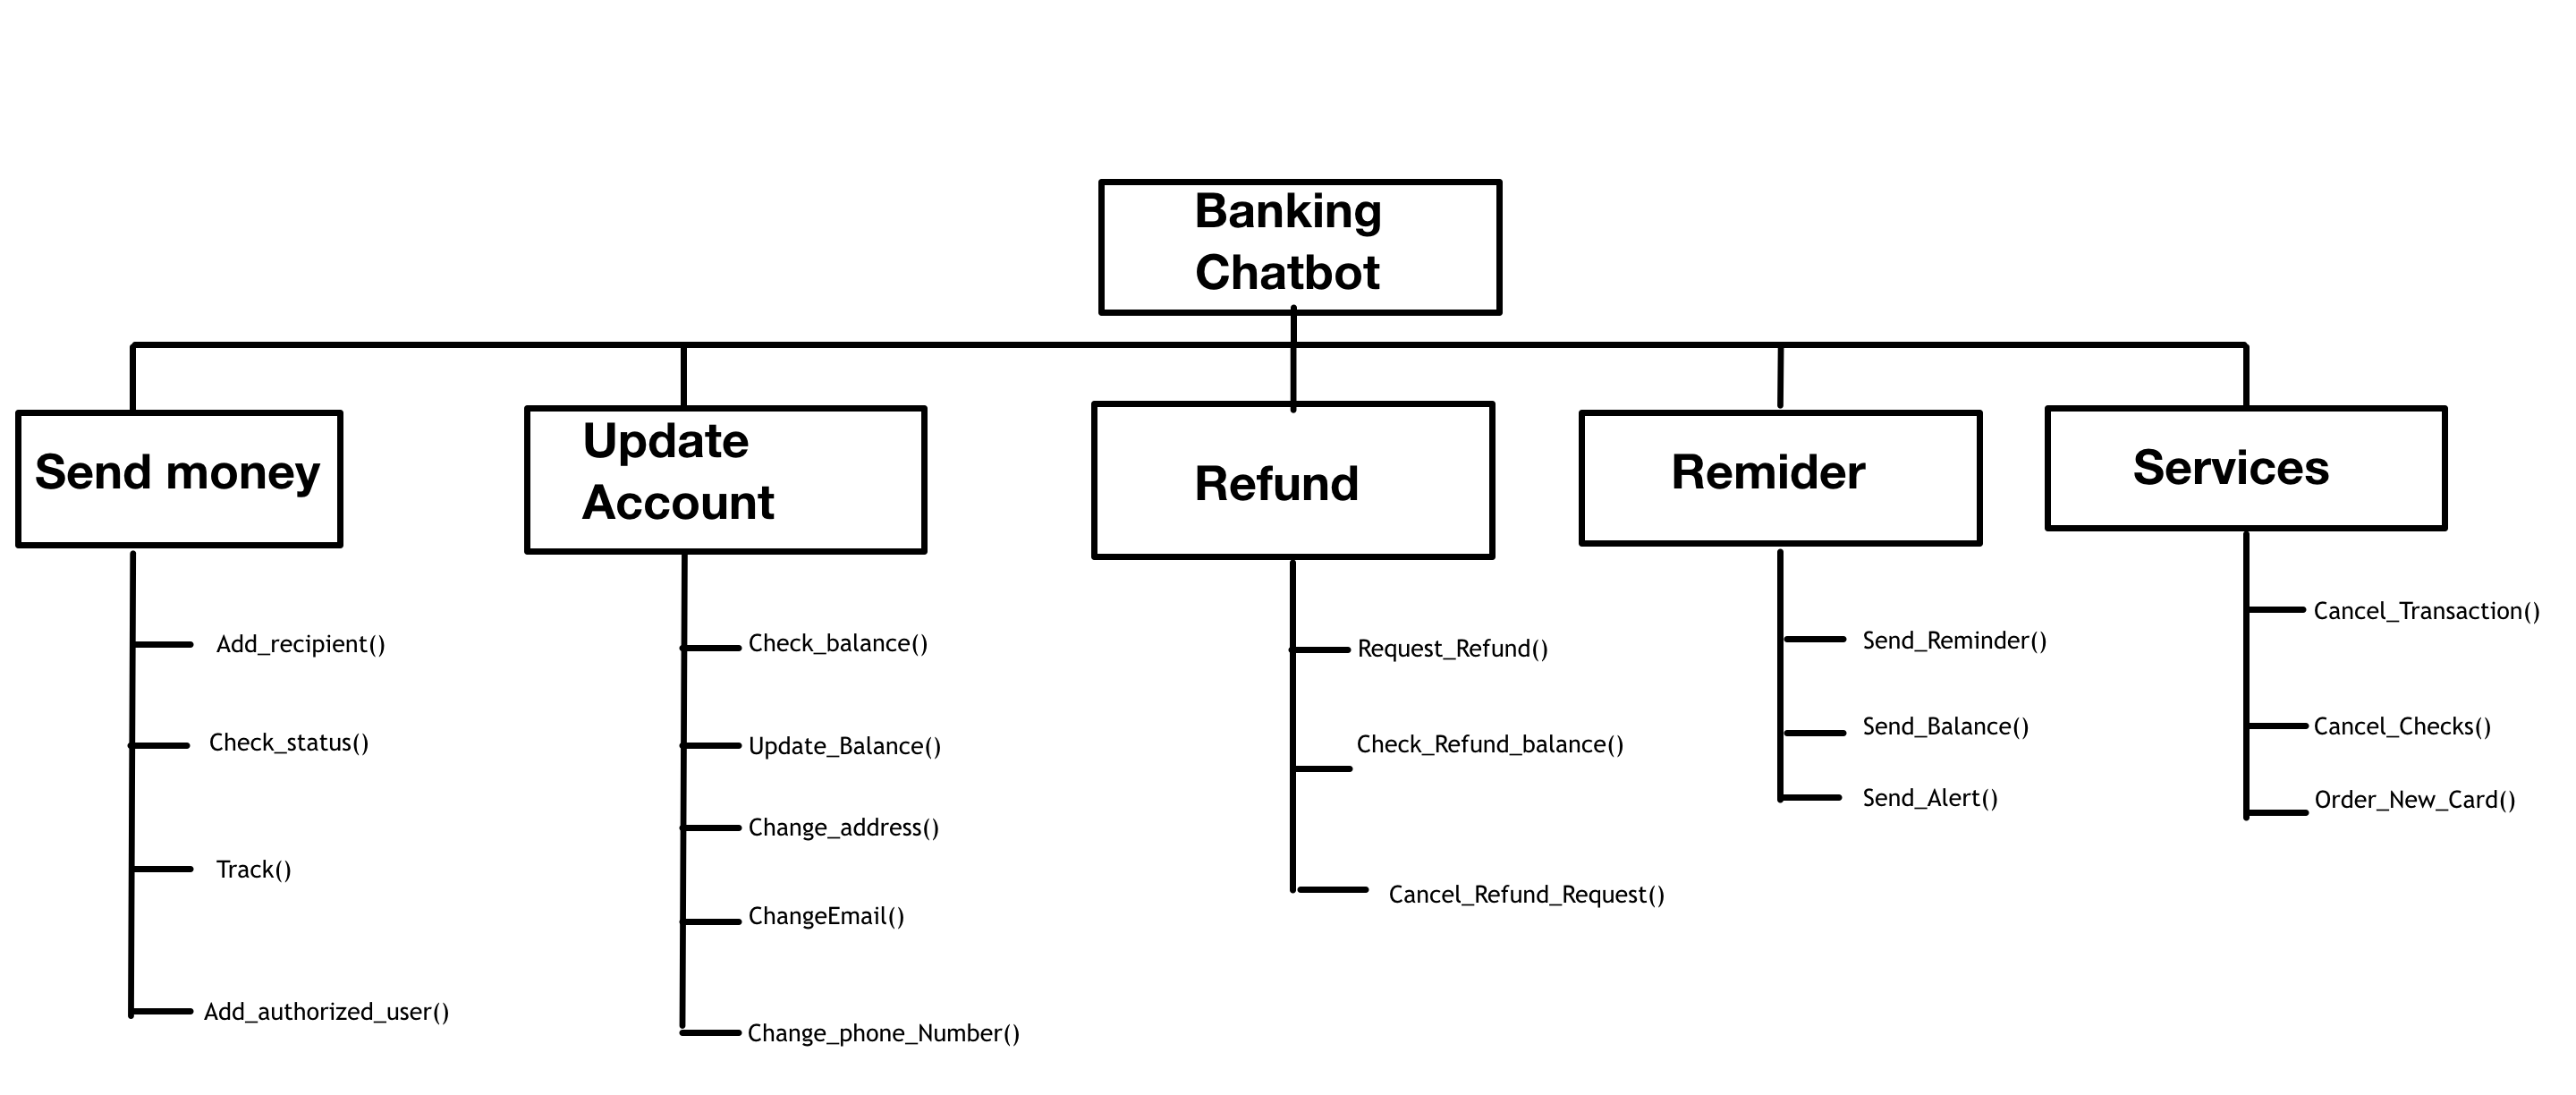 Banking
Chatbot
Send money
Update
Account
Refund
Remider
Services
Add_recipient()
Check_status()
Track()
Add_authorized_user()
Check_balance()
Update_Balance()
Change_address()
ChangeEmail()
Change_phone_Number()
Request_Refund()
Check_Refund_balance()
Cancel_Refund_Request()
Send_Reminder()
Send_Balance()
Send_Alert()
Cancel_Transaction()
Cancel_Checks()
Order_New_Card()